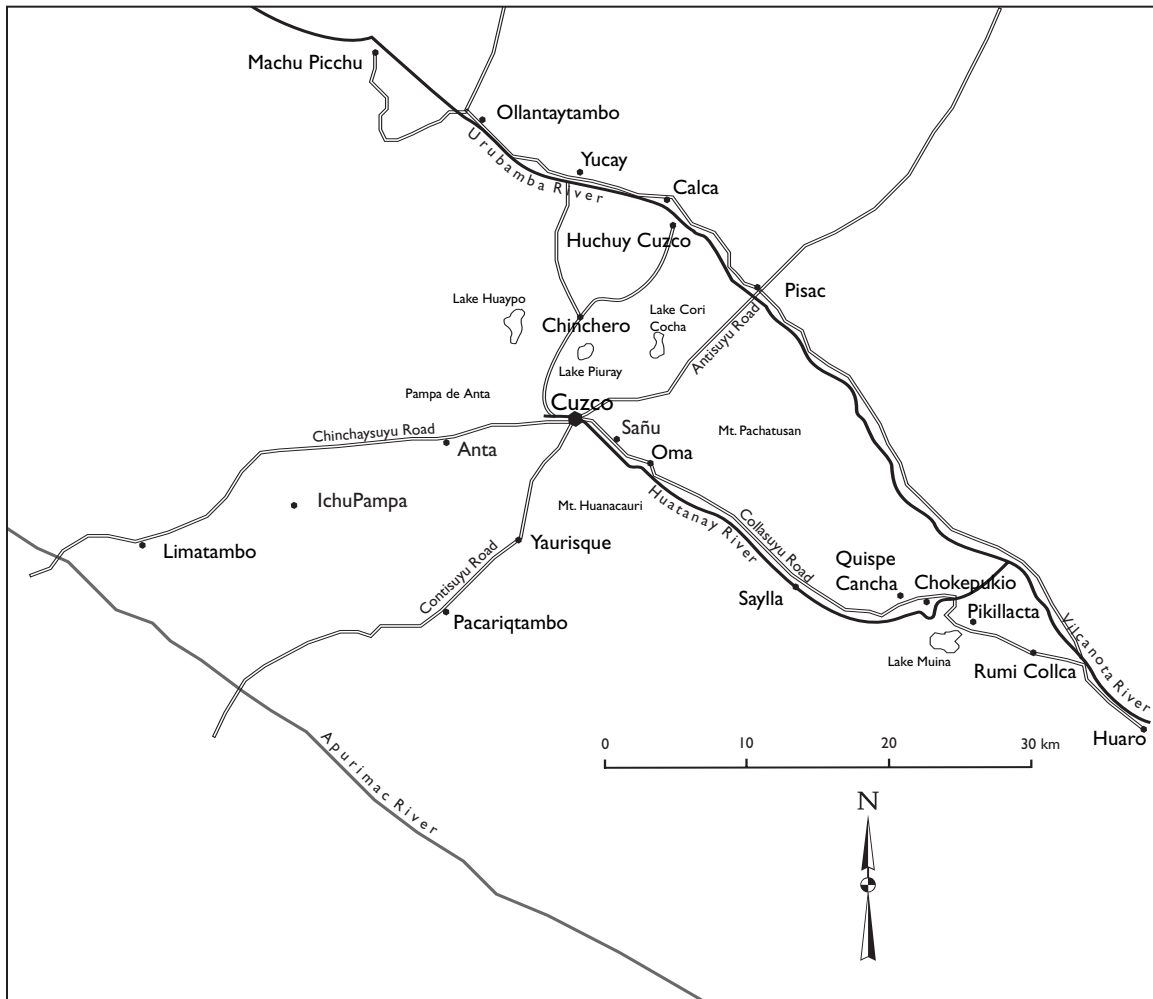 Machu Picchu
Ollantaytambo
Urubamba River
Yucay
Calca
Huchuy Cuzco
Pisac
Lake Huaypo
Chinchero
Lake Cori
Cocha
Antisuyu Road
Lake Piuray
Pampa de Anta
Cuzco
Sañu
Mt. Pachatusan
Chinchaysuyu Road
Anta
Oma
IchuPampa
Mt. Huanacauri
Huatanay River
Collasuyu Road
Limatambo
Yaurisque
Contisuyu Road
Pacariqtambo
Saylla
Quispe
Cancha
Chokepukio
Pikillacta
Lake Muina
Rumi Collca
Vilcanota River
Huaro
Apurimac River
0 10 20 30 km
N